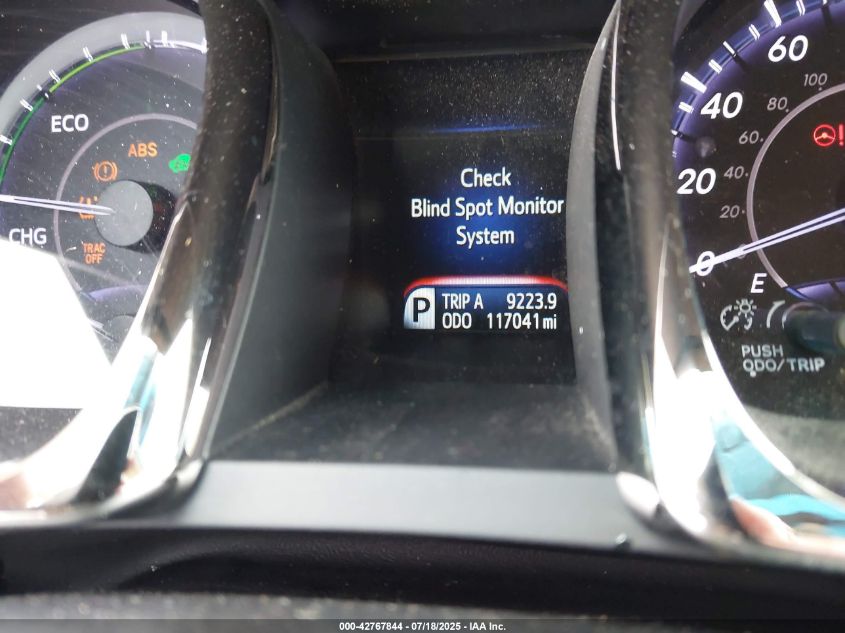 ECO
ABS
CHG
TRAC
OFF
Check
Blind Spot Monitor
System
P
TRIP A 9223.9
ODO 117041 mi
60
40
20
0
100
80
60
40
20
!
E
PUSH
ODO/TRIP
000-42767844 - 07/18/2025 - IAA Inc.